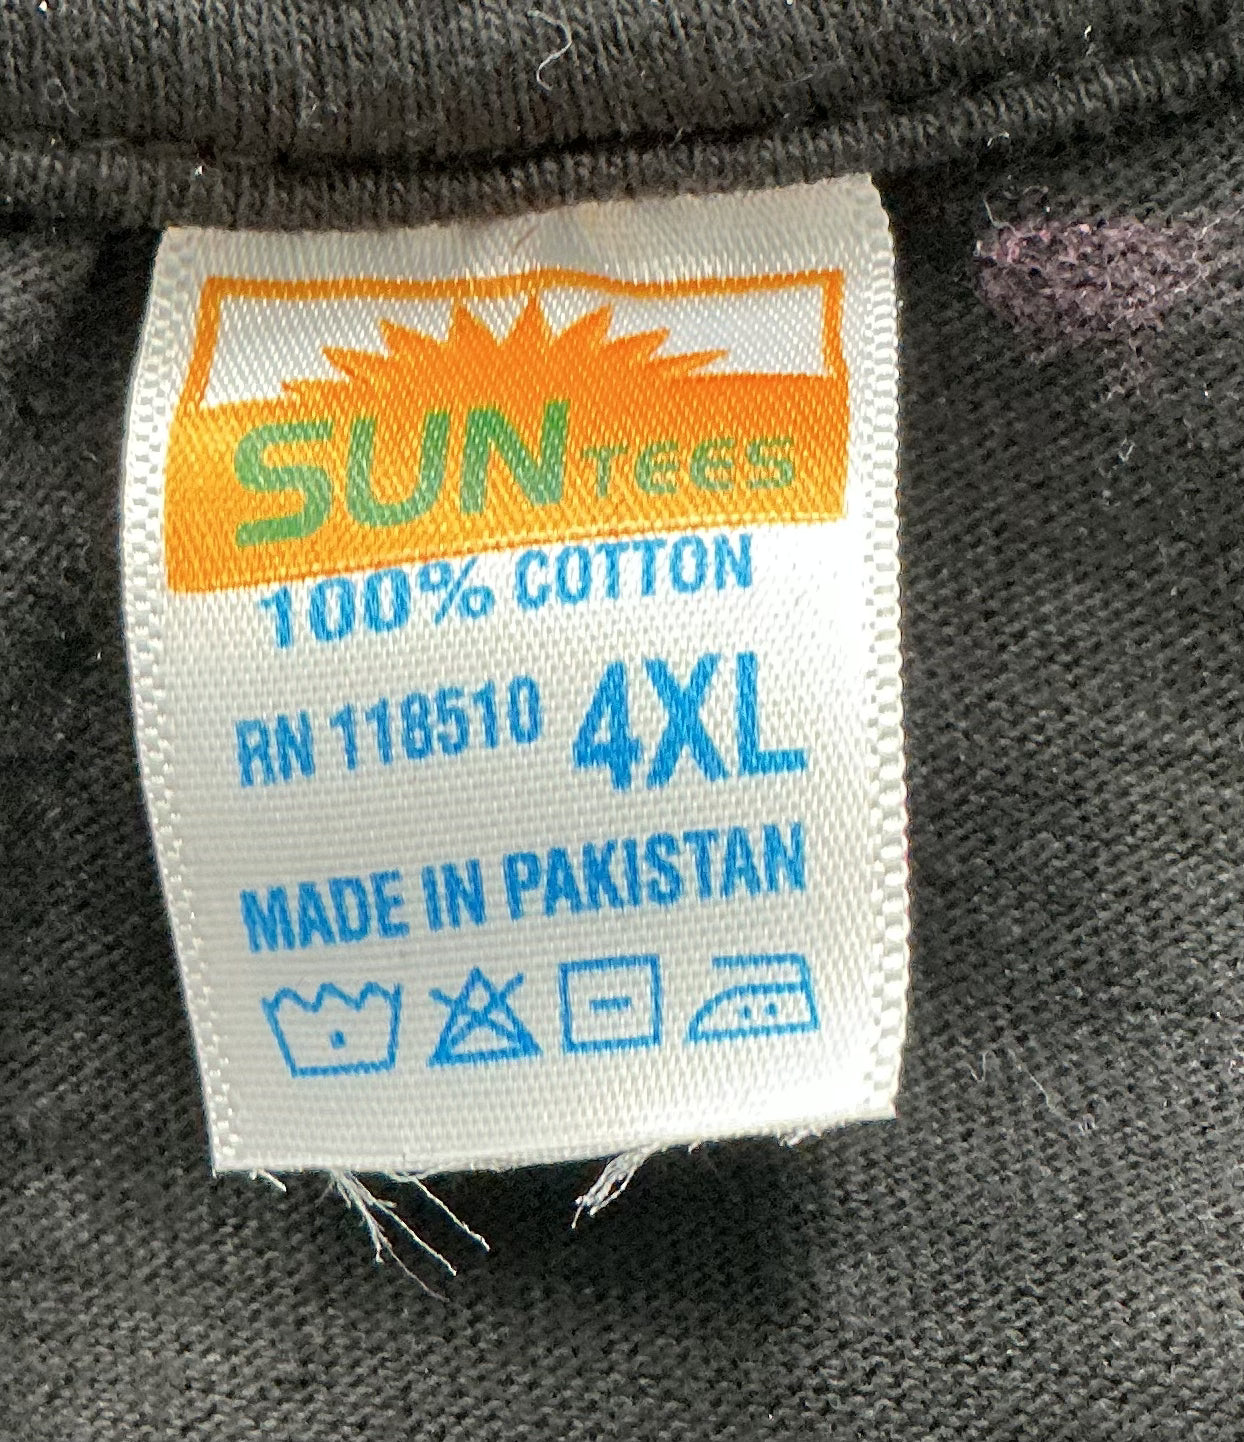 SUN TEES
100% COTTON
RN 118510 4XL
MADE IN PAKISTAN